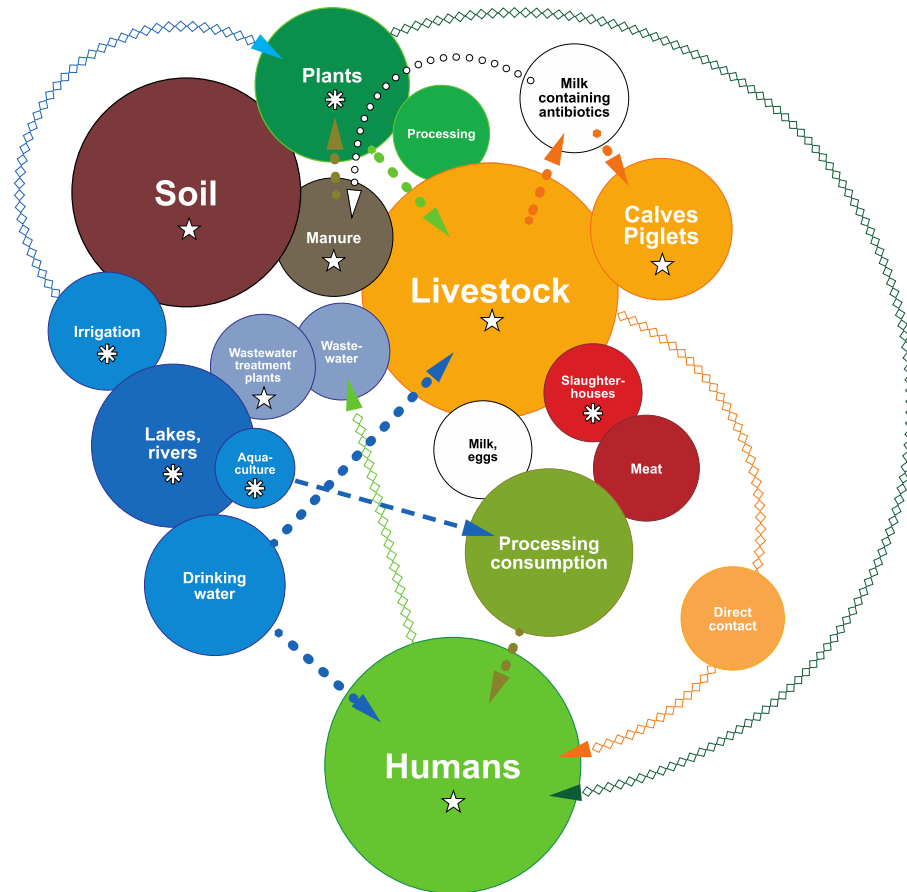 Plants
Milk
containing
antibiotics
Processing
Soil
Calves
Piglets
Manure
Livestock
Irrigation
Wastewater
treatment
plants
Waste-
water
Slaughter-
houses
Lakes,
rivers
Aqua-
culture
Milk,
eggs
Meat
Processing
consumption
Drinking
water
Direct
contact
Humans